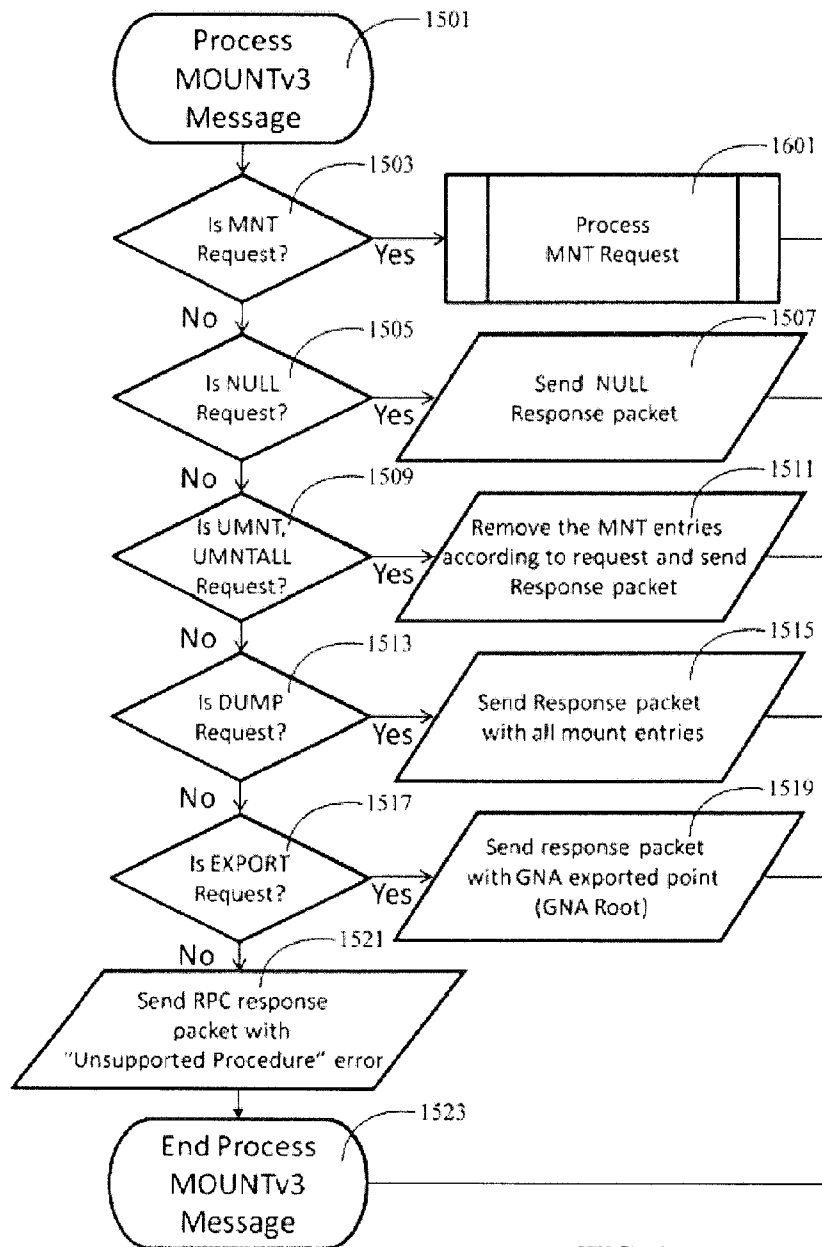 Process
MOUNTv3
Message
1501
1503
Is MNT
Request?
Yes
1601
Process
MNT Request
No
1505
Is NULL
Request?
Yes
1507
Send NULL
Response packet
No
1509
Is UMNT,
UMNTALL
Request?
Yes
1511
Remove the MNT entries
according to request and send
Response packet
No
1513
Is DUMP
Request?
Yes
1515
Send Response packet
with all mount entries
No
1517
Is EXPORT
Request?
Yes
1519
Send response packet
with GNA exported point
(GNA Root)
No
1521
Send RPC response
packet with
"Unsupported Procedure" error
1523
End Process
MOUNTv3
Message